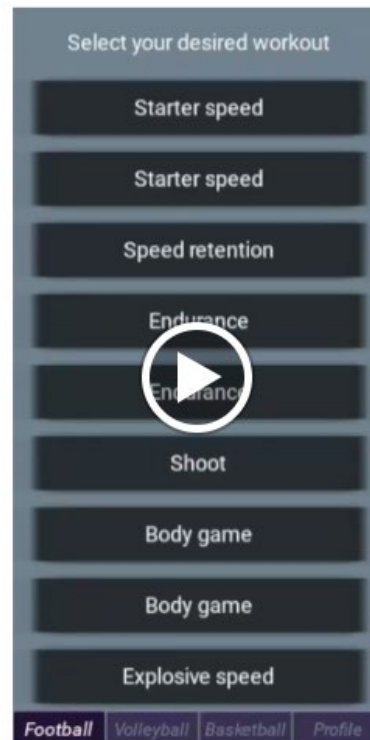 Select your desired workout
Starter speed
Starter speed
Speed retention
Endurance
Endurance
Shoot
Body game
Body game
Explosive speed
Football Volleyball Basketball Profile